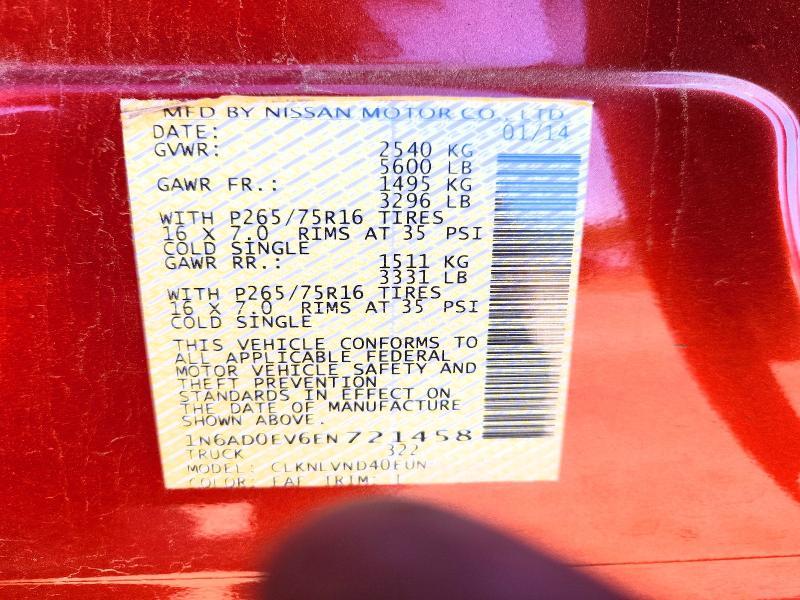 MFD BY NISSAN MOTOR CO., LTD
DATE: 01/14
GVWR: 2540 KG
5600 LB
GAWR FR.: 1495 KG
3296 LB
WITH P265/75R16 TIRES
16 X 7.0 RIMS AT 35 PSI
COLD SINGLE
GAWR RR.: 1511 KG
3331 LB
WITH P265/75R16 TIRES
16 X 7.0 RIMS AT 35 PSI
COLD SINGLE
THIS VEHICLE CONFORMS TO
ALL APPLICABLE FEDERAL
MOTOR VEHICLE SAFETY AND
THEFT PREVENTION
STANDARDS IN EFFECT ON
THE DATE OF MANUFACTURE
SHOWN ABOVE.
1N6AD0EV6EN721458
TRUCK 322
MODEL: CLKNLVND40EUN
COLOR: TRIM: